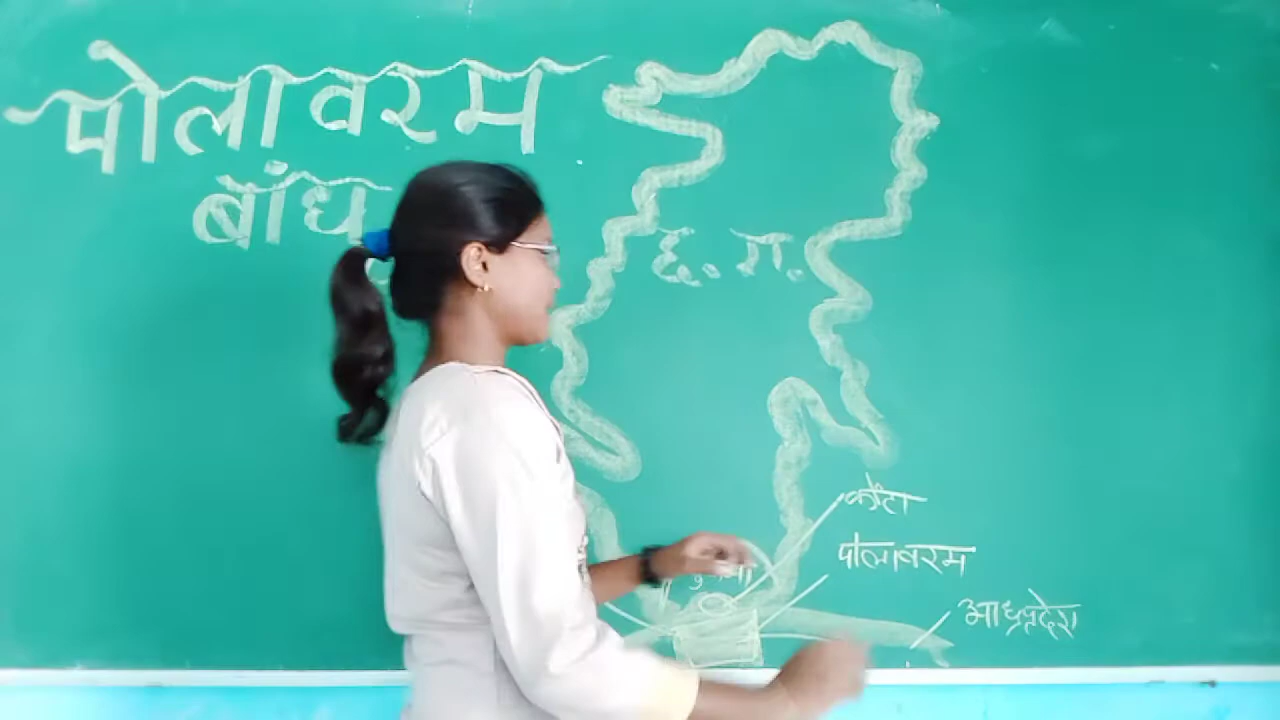 पोलावरम
बांध
छ. ग.
कोंटा
पोलावरम
आंध्रप्रदेश